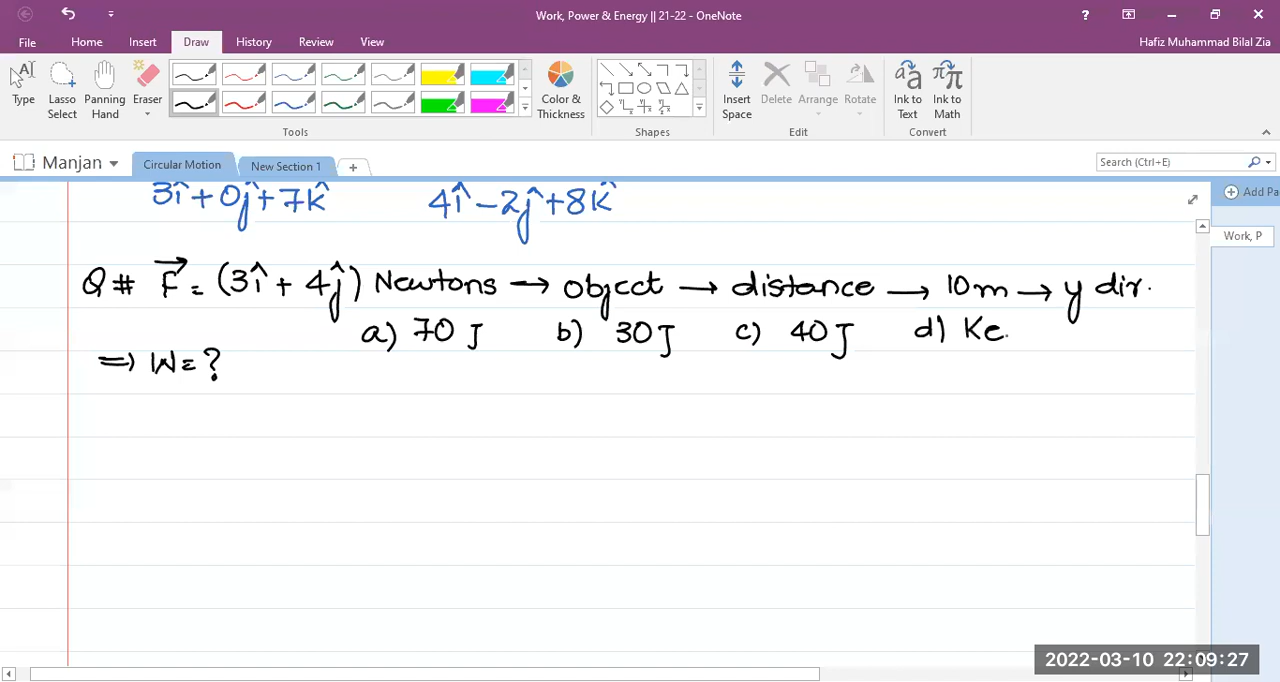 Work, Power & Energy || 21-22 - OneNote
File Home Insert Draw History Review View
Hafiz Muhammad Bilal Zia
Type Lasso Select Panning Hand Eraser Color & Thickness Insert Space Delete Arrange Rotate Ink to Text Ink to Math
Tools Shapes Edit Convert
Manjan Circular Motion New Section 1 Search (Ctrl+E)
Add Pa
Work, P
3î + 0ĵ + 7k̂ 4î - 2ĵ + 8k̂
Q # F⃗ = (3î + 4ĵ) Newtons → object → distance → 10m → y dir.
a) 70 J b) 30 J c) 40 J d) Ke.
⇒ W = ?
2022-03-10 22:09:27